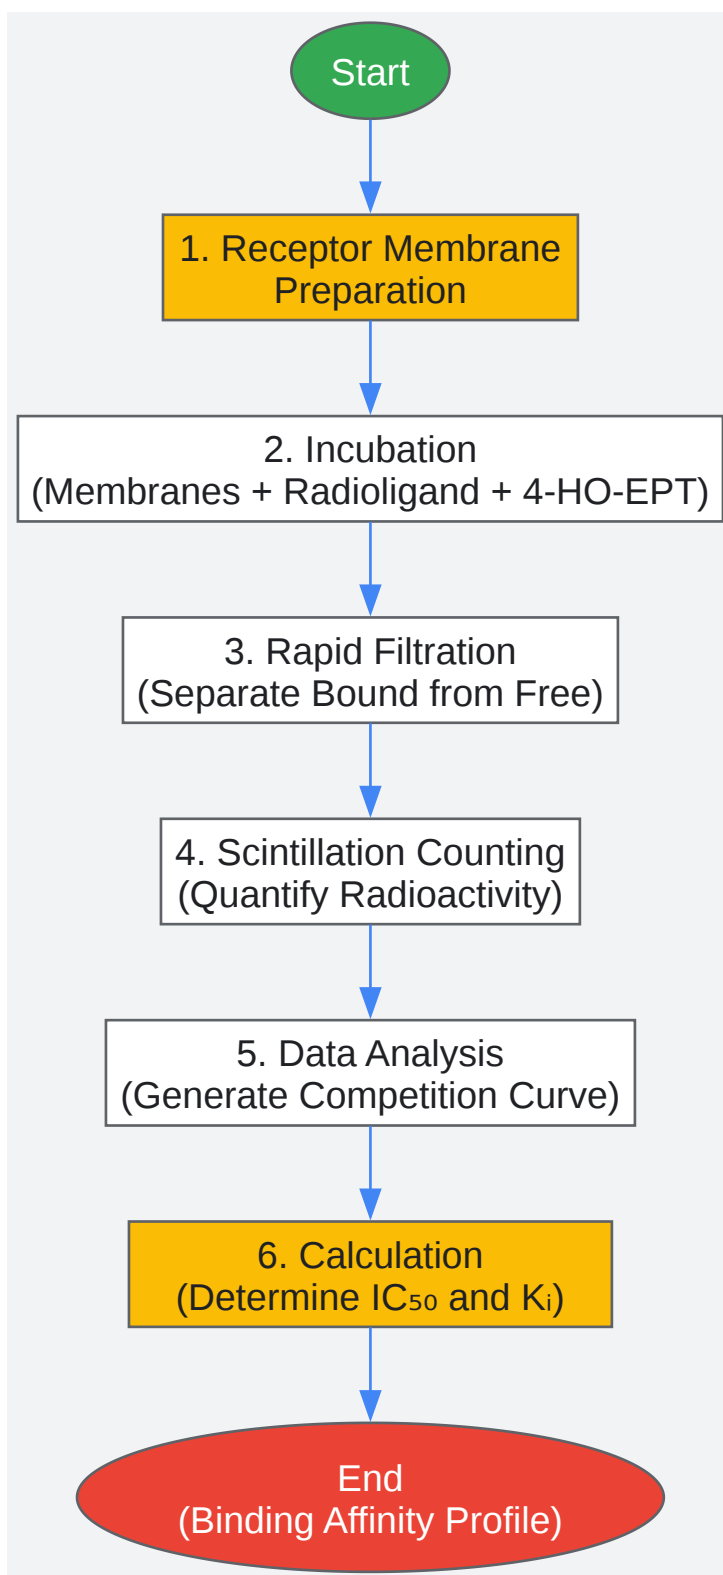 Start
1. Receptor Membrane
Preparation
2. Incubation
(Membranes + Radioligand + 4-HO-EPT)
3. Rapid Filtration
(Separate Bound from Free)
4. Scintillation Counting
(Quantify Radioactivity)
5. Data Analysis
(Generate Competition Curve)
6. Calculation
(Determine IC₅₀ and Kᵢ)
End
(Binding Affinity Profile)